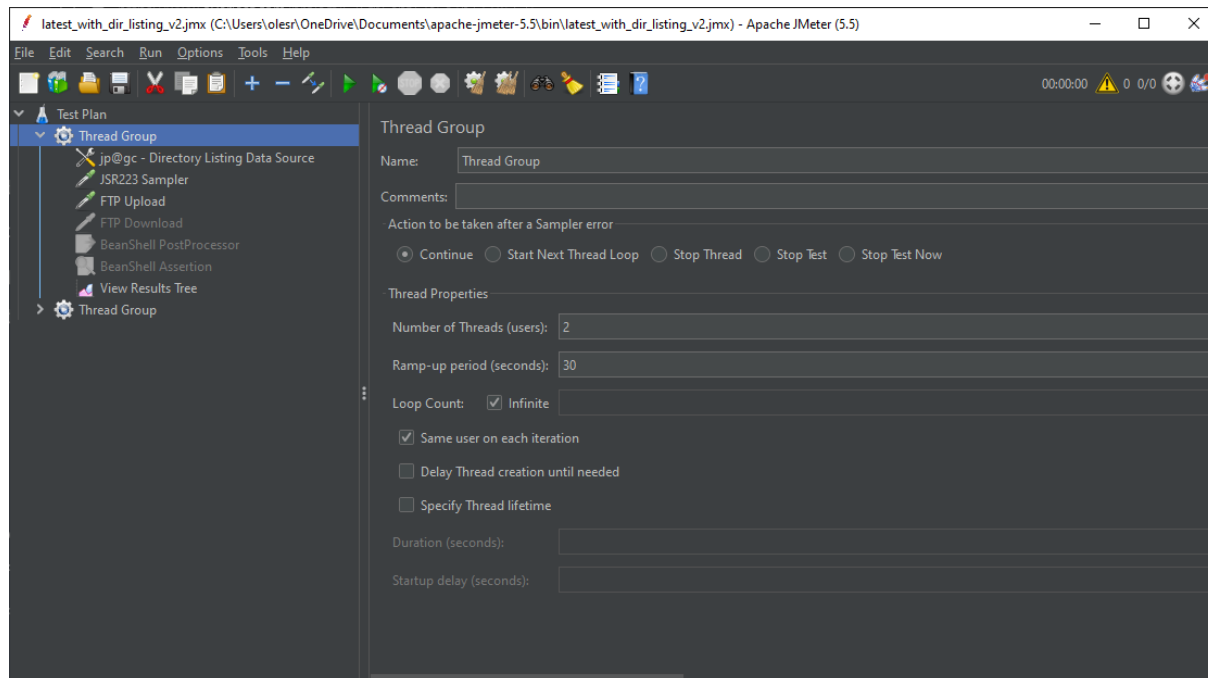 latest_with_dir_listing_v2.jmx (C:\Users\olesr\OneDrive\Documents\apache-jmeter-5.5\bin\latest_with_dir_listing_v2.jmx) - Apache JMeter (5.5)
File Edit Search Run Options Tools Help
00:00:00 0 0/0
Test Plan
Thread Group
jp@gc - Directory Listing Data Source
JSR223 Sampler
FTP Upload
FTP Download
BeanShell PostProcessor
BeanShell Assertion
View Results Tree
Thread Group
Thread Group
Name: Thread Group
Comments:
Action to be taken after a Sampler error
Continue Start Next Thread Loop Stop Thread Stop Test Stop Test Now
Thread Properties
Number of Threads (users): 2
Ramp-up period (seconds): 30
Loop Count: Infinite
Same user on each iteration
Delay Thread creation until needed
Specify Thread lifetime
Duration (seconds):
Startup delay (seconds):